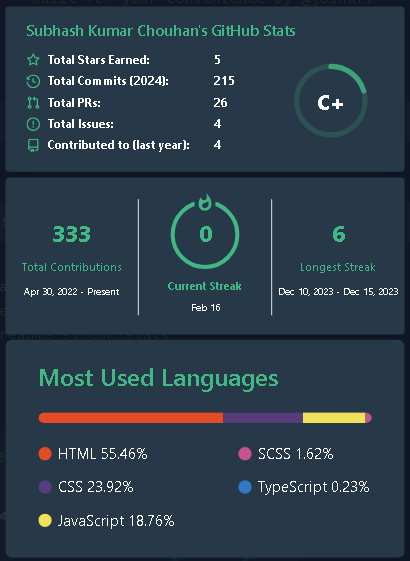 Subhash Kumar Chouhan's GitHub Stats
Total Stars Earned: 5
Total Commits (2024): 215
Total PRs: 26
Total Issues: 4
Contributed to (last year): 4
C+
333
Total Contributions
Apr 30, 2022 - Present
0
Current Streak
Feb 16
6
Longest Streak
Dec 10, 2023 - Dec 15, 2023
Most Used Languages
HTML 55.46%
SCSS 1.62%
CSS 23.92%
TypeScript 0.23%
JavaScript 18.76%